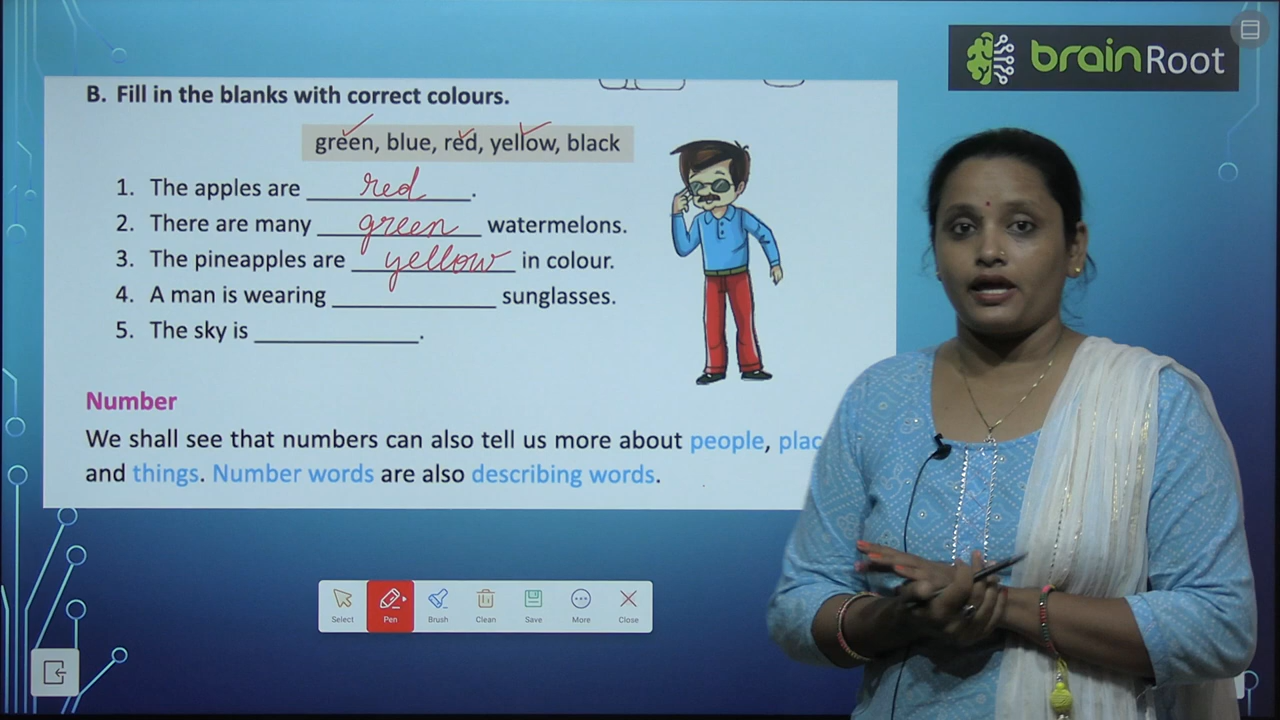 brainRoot
B. Fill in the blanks with correct colours.
green, blue, red, yellow, black
1. The apples are red.
2. There are many green watermelons.
3. The pineapples are yellow in colour.
4. A man is wearing ____________ sunglasses.
5. The sky is ____________.
Number
We shall see that numbers can also tell us more about people, plac
and things. Number words are also describing words.
Select Pen Brush Clean Save More Close